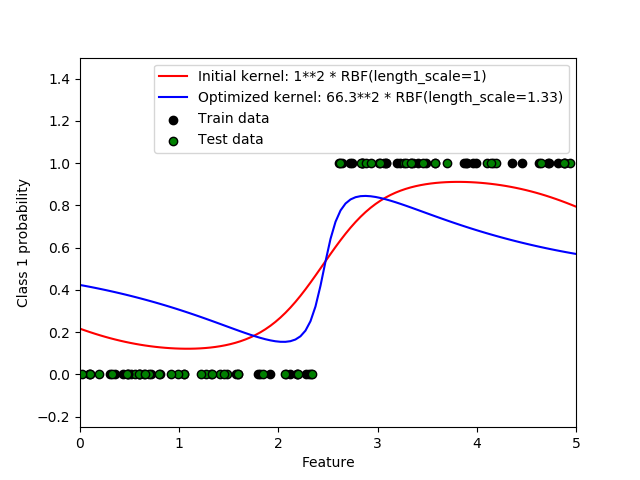 Initial kernel: 1**2 * RBF(length_scale=1)
Optimized kernel: 66.3**2 * RBF(length_scale=1.33)
Train data
Test data
1.4
1.2
1.0
0.8
0.6
0.4
0.2
0.0
−0.2
Class 1 probability
0 1 2 3 4 5
Feature